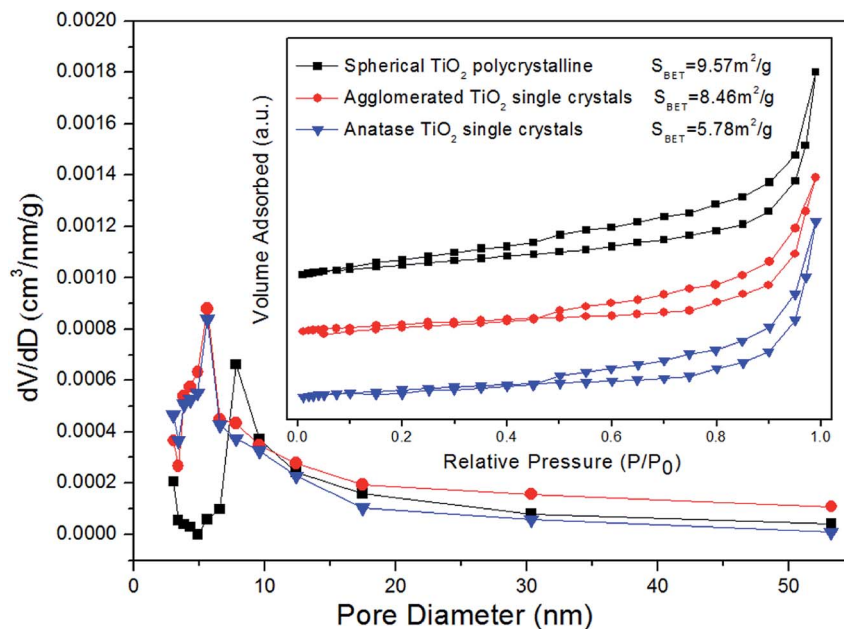 0.0020
0.0018
0.0016
0.0014
0.0012
0.0010
0.0008
0.0006
0.0004
0.0002
0.0000
dV/dD (cm³/nm/g)
Spherical TiO₂ polycrystalline S_BET=9.57m²/g
Agglomerated TiO₂ single crystals S_BET=8.46m²/g
Anatase TiO₂ single crystals S_BET=5.78m²/g
Volume Adsorbed (a.u.)
0.0 0.2 0.4 0.6 0.8 1.0
Relative Pressure (P/P₀)
0 10 20 30 40 50
Pore Diameter (nm)